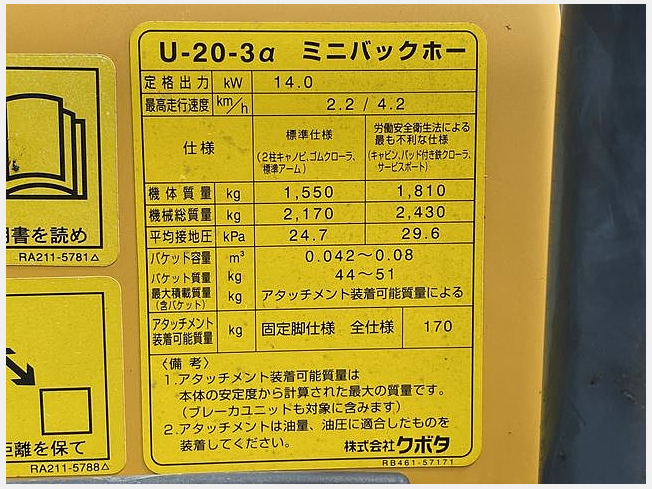 U-20-3α ミニバックホー
定格出力 kW 14.0
最高走行速度 km/h 2.2 / 4.2
仕様
標準仕様
(2柱キャノピ、ゴムクローラ、
標準アーム)
労働安全衛生法による
最も不利な仕様
(キャビン、パッド付き鉄クローラ、
サービスポート)
機体質量 kg 1,550 1,810
機械総質量 kg 2,170 2,430
平均接地圧 kPa 24.7 29.6
バケット容量 m³ 0.042〜0.08
バケット質量 kg 44〜51
最大積載質量
(含バケット) kg アタッチメント装着可能質量による
アタッチメント
装着可能質量 kg 固定脚仕様 全仕様 170
〈備考〉
1.アタッチメント装着可能質量は
本体の安定度から計算された最大の質量です。
(ブレーカユニットも対象に含みます)
2.アタッチメントは油量、油圧に適合したものを
装着してください。
株式会社クボタ
RB461-57171
書を読め
RA211-5781△
距離を保て
RA211-5788△